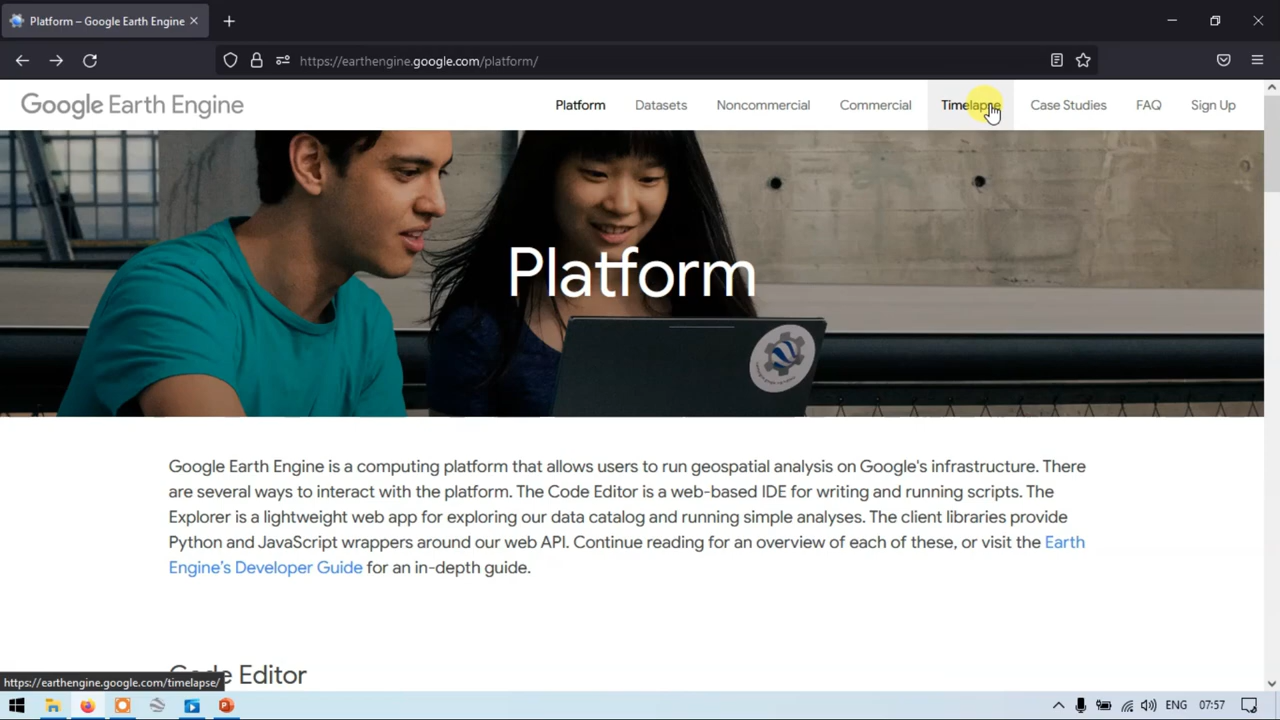 Platform – Google Earth Engine
https://earthengine.google.com/platform/
Google Earth Engine
Platform
Datasets
Noncommercial
Commercial
Timelapse
Case Studies
FAQ
Sign Up
Platform
Google Earth Engine is a computing platform that allows users to run geospatial analysis on Google's infrastructure. There
are several ways to interact with the platform. The Code Editor is a web-based IDE for writing and running scripts. The
Explorer is a lightweight web app for exploring our data catalog and running simple analyses. The client libraries provide
Python and JavaScript wrappers around our web API. Continue reading for an overview of each of these, or visit the Earth
Engine’s Developer Guide for an in-depth guide.
Code Editor
https://earthengine.google.com/timelapse/
ENG
07:57